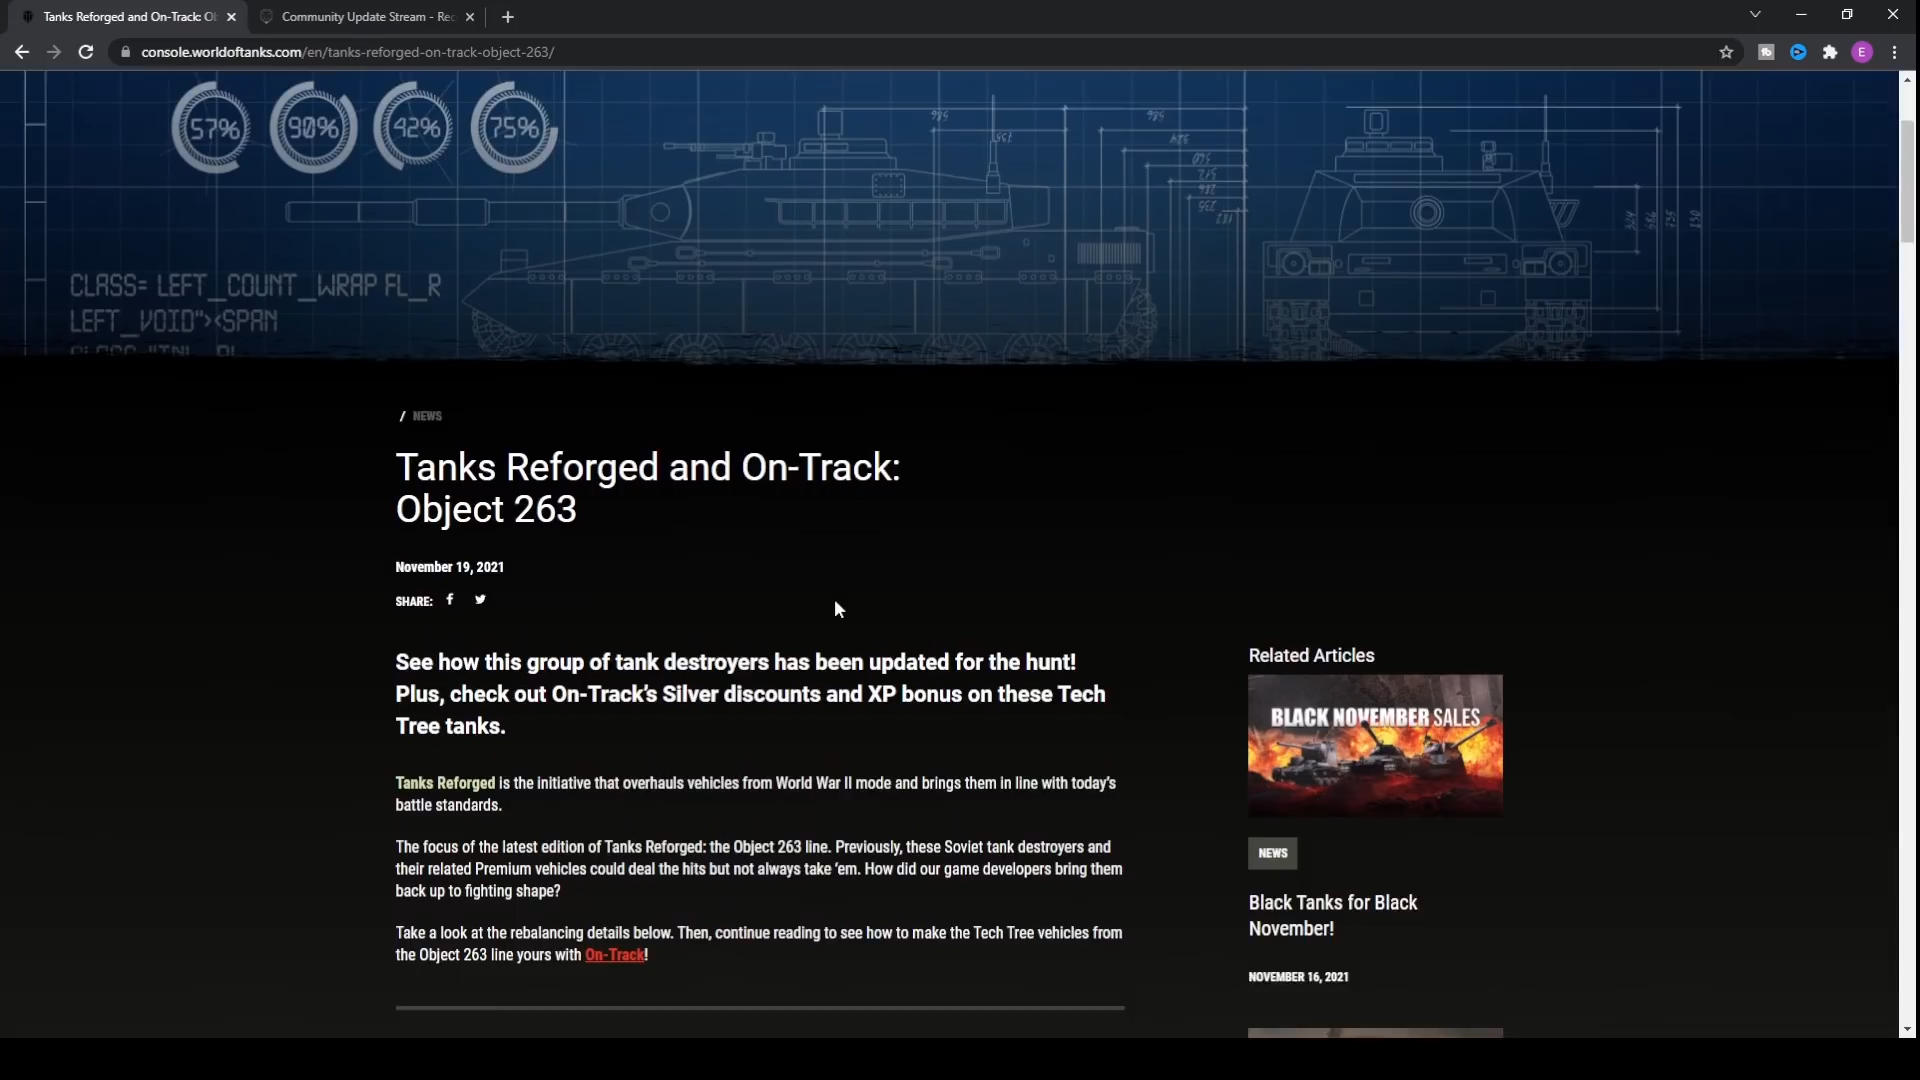 Tanks Reforged and On-Track: Ob
Community Update Stream - Rec
console.worldoftanks.com/en/tanks-reforged-on-track-object-263/
E
57%
90%
42%
75%
CLASS= LEFT_COUNT_WRAP FL_R
LEFT_VOID"><SPAN
/ NEWS
Tanks Reforged and On-Track:
Object 263
November 19, 2021
SHARE:
See how this group of tank destroyers has been updated for the hunt!
Plus, check out On-Track’s Silver discounts and XP bonus on these Tech
Tree tanks.
Tanks Reforged is the initiative that overhauls vehicles from World War II mode and brings them in line with today’s
battle standards.
The focus of the latest edition of Tanks Reforged: the Object 263 line. Previously, these Soviet tank destroyers and
their related Premium vehicles could deal the hits but not always take ‘em. How did our game developers bring them
back up to fighting shape?
Take a look at the rebalancing details below. Then, continue reading to see how to make the Tech Tree vehicles from
the Object 263 line yours with On-Track!
Related Articles
BLACK NOVEMBER SALES
NEWS
Black Tanks for Black
November!
NOVEMBER 16, 2021